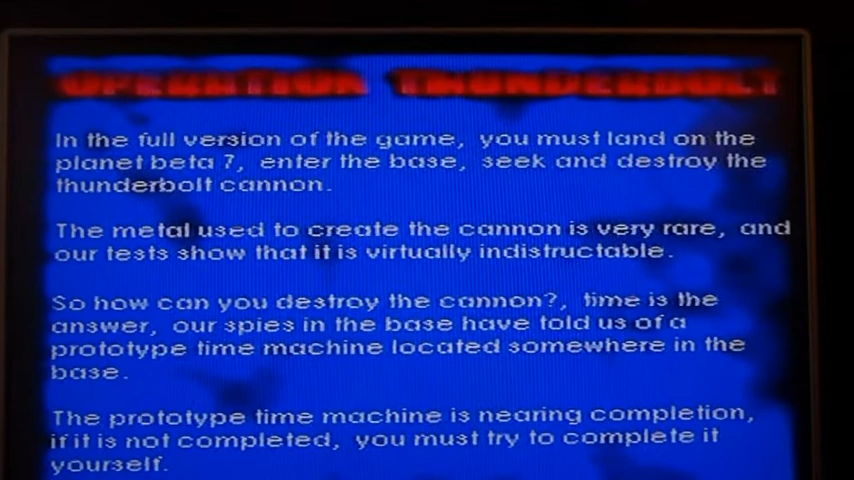 OPERATION THUNDERBOLT
In the full version of the game, you must land on the
planet beta 7, enter the base, seek and destroy the
thunderbolt cannon.
The metal used to create the cannon is very rare, and
our tests show that it is virtually indistructable.
So how can you destroy the cannon?, time is the
answer, our spies in the base have told us of a
prototype time machine located somewhere in the
base.
The prototype time machine is nearing completion,
if it is not completed, you must try to complete it
yourself.